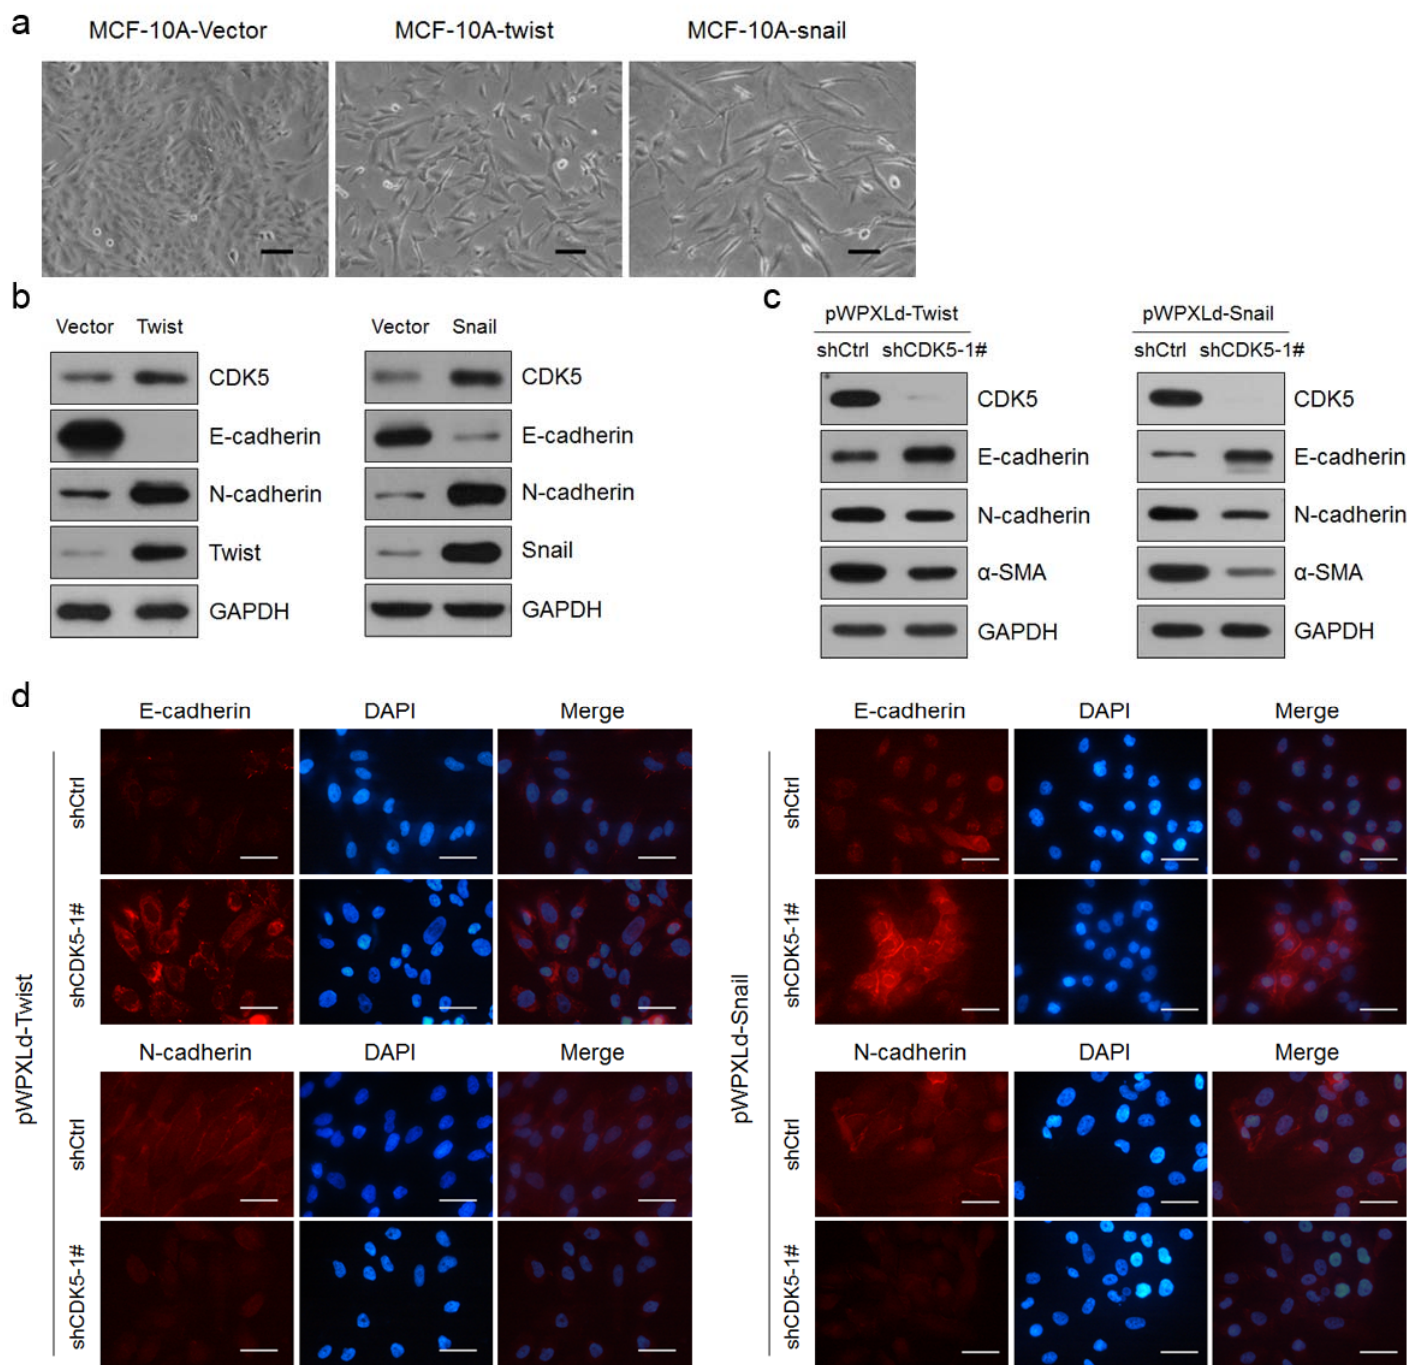 a
MCF-10A-Vector
MCF-10A-twist
MCF-10A-snail
b
Vector Twist
CDK5
E-cadherin
N-cadherin
Twist
GAPDH
Vector Snail
CDK5
E-cadherin
N-cadherin
Snail
GAPDH
c
pWPXLd-Twist
shCtrl shCDK5-1#
CDK5
E-cadherin
N-cadherin
α-SMA
GAPDH
pWPXLd-Snail
shCtrl shCDK5-1#
CDK5
E-cadherin
N-cadherin
α-SMA
GAPDH
d
pWPXLd-Twist
E-cadherin DAPI Merge
shCtrl
shCDK5-1#
N-cadherin DAPI Merge
shCtrl
shCDK5-1#
pWPXLd-Snail
E-cadherin DAPI Merge
shCtrl
shCDK5-1#
N-cadherin DAPI Merge
shCtrl
shCDK5-1#